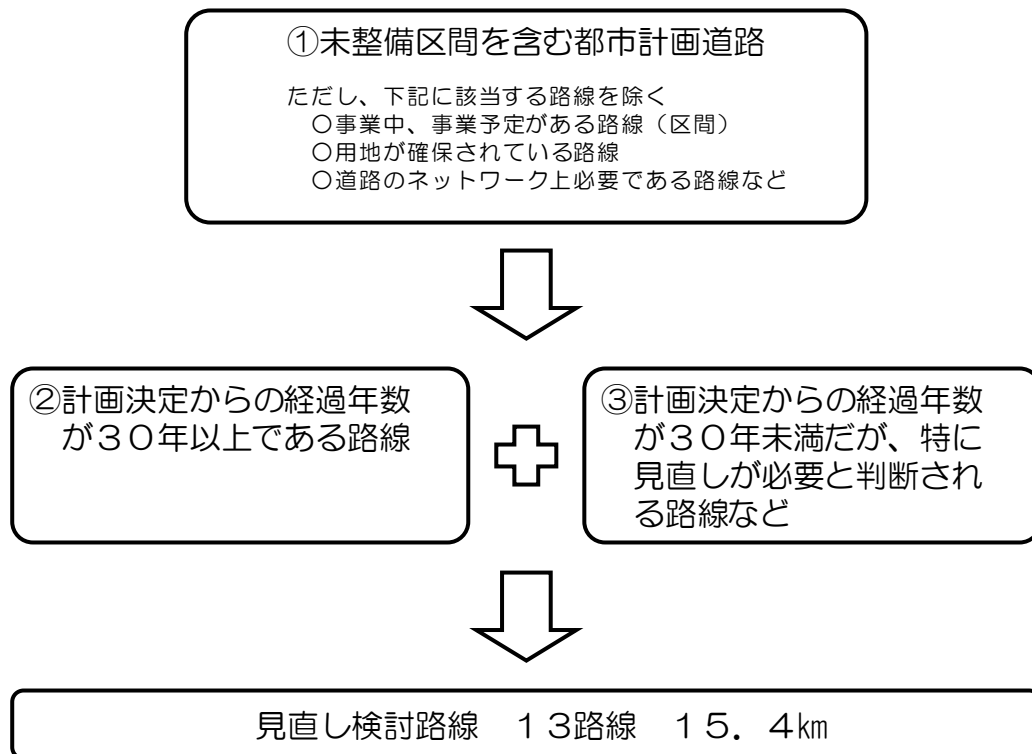 ①未整備区間を含む都市計画道路
ただし、下記に該当する路線を除く
○事業中、事業予定がある路線（区間）
○用地が確保されている路線
○道路のネットワーク上必要である路線など
②計画決定からの経過年数
が３０年以上である路線
③計画決定からの経過年数
が３０年未満だが、特に
見直しが必要と判断され
る路線など
見直し検討路線　１３路線　１５．４㎞